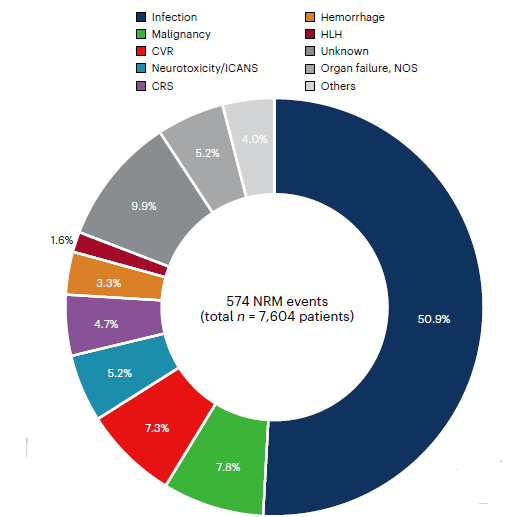 Infection
Malignancy
CVR
Neurotoxicity/ICANS
CRS
Hemorrhage
HLH
Unknown
Organ failure, NOS
Others
4.0%
5.2%
9.9%
1.6%
3.3%
4.7%
5.2%
7.3%
7.8%
50.9%
574 NRM events
(total n = 7,604 patients)